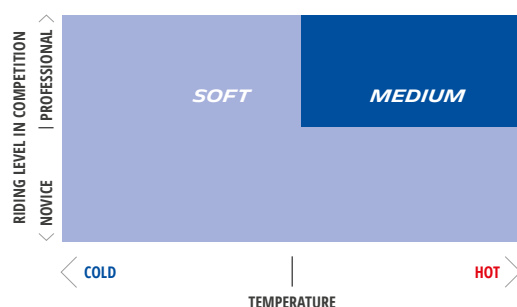 RIDING LEVEL IN COMPETITION
NOVICE | PROFESSIONAL
SOFT
MEDIUM
COLD
HOT
TEMPERATURE